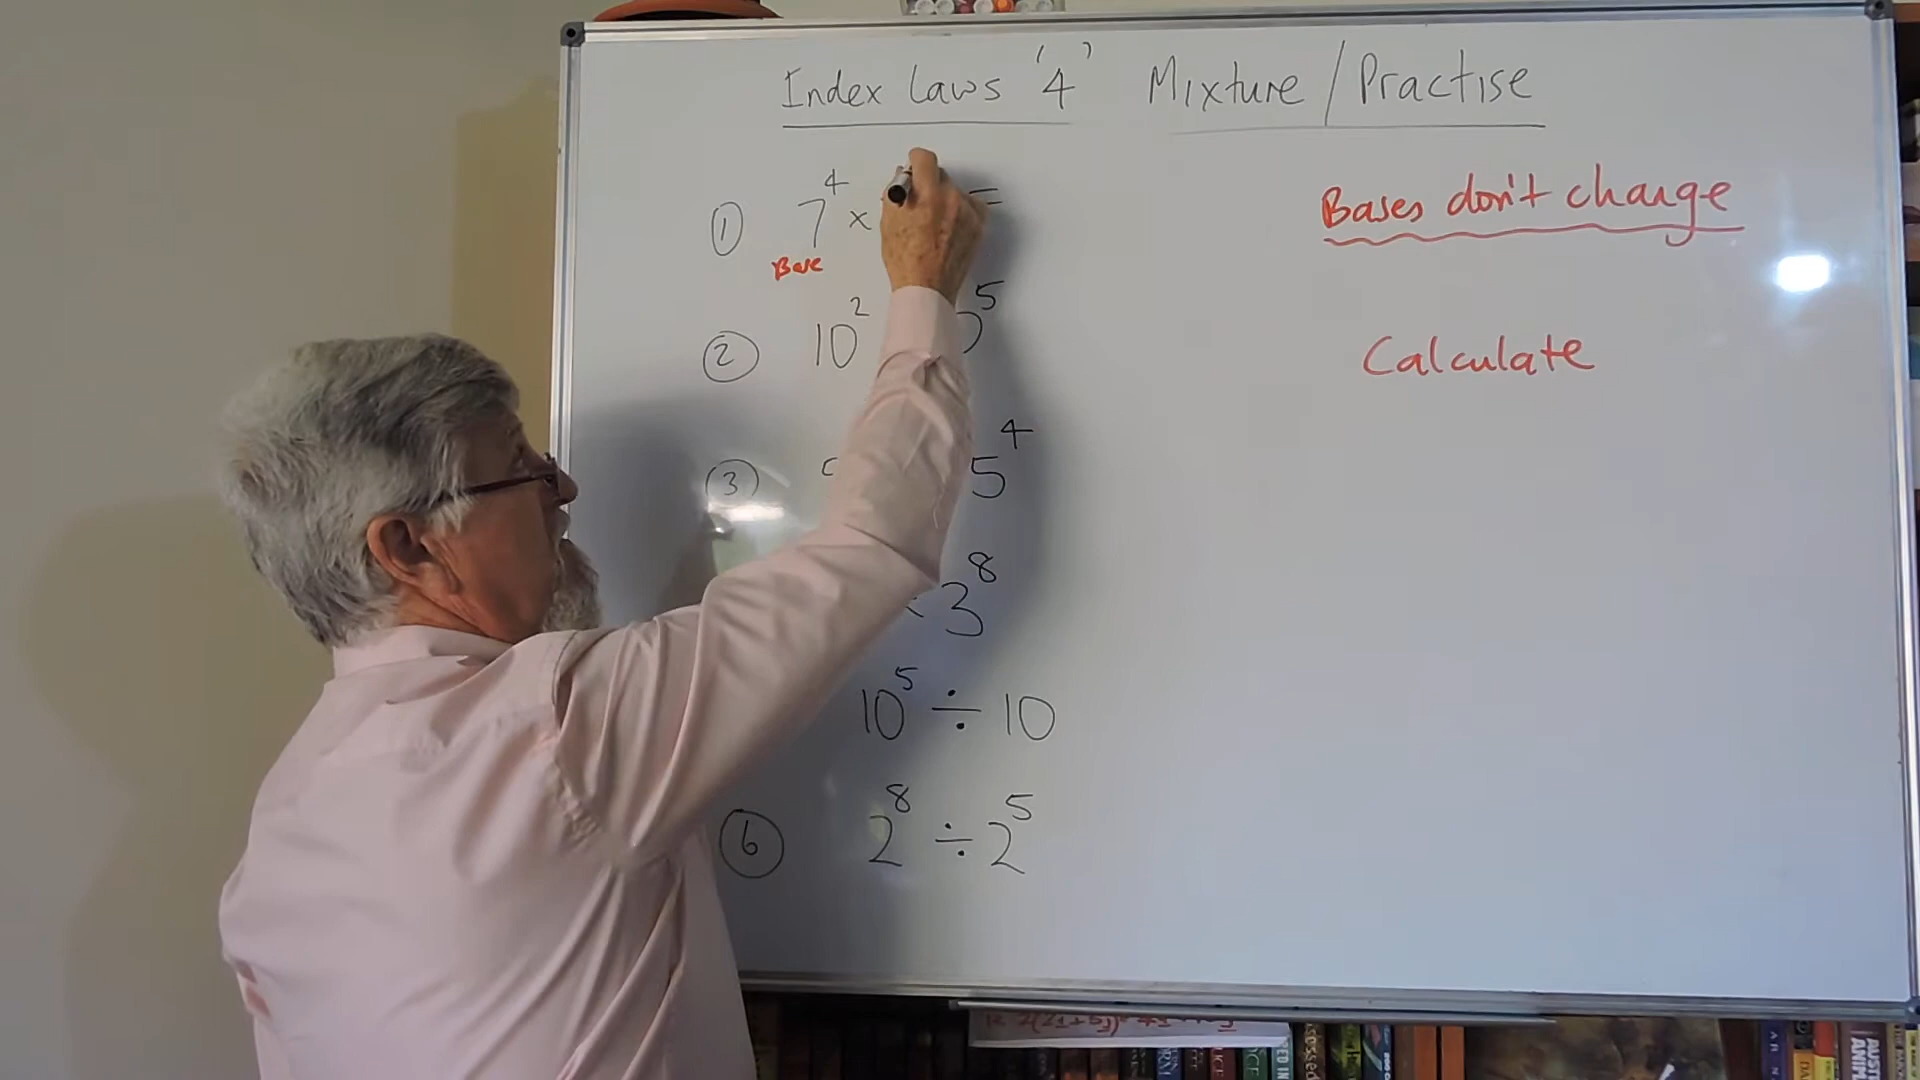 Index Laws '4' Mixture / Practise
① 7⁴ × =
Base
Bases don't change
② 10² ⁵
Calculate
③ 5⁴
× 3⁸
10⁵ ÷ 10
⑥ 2⁸ ÷ 2⁵